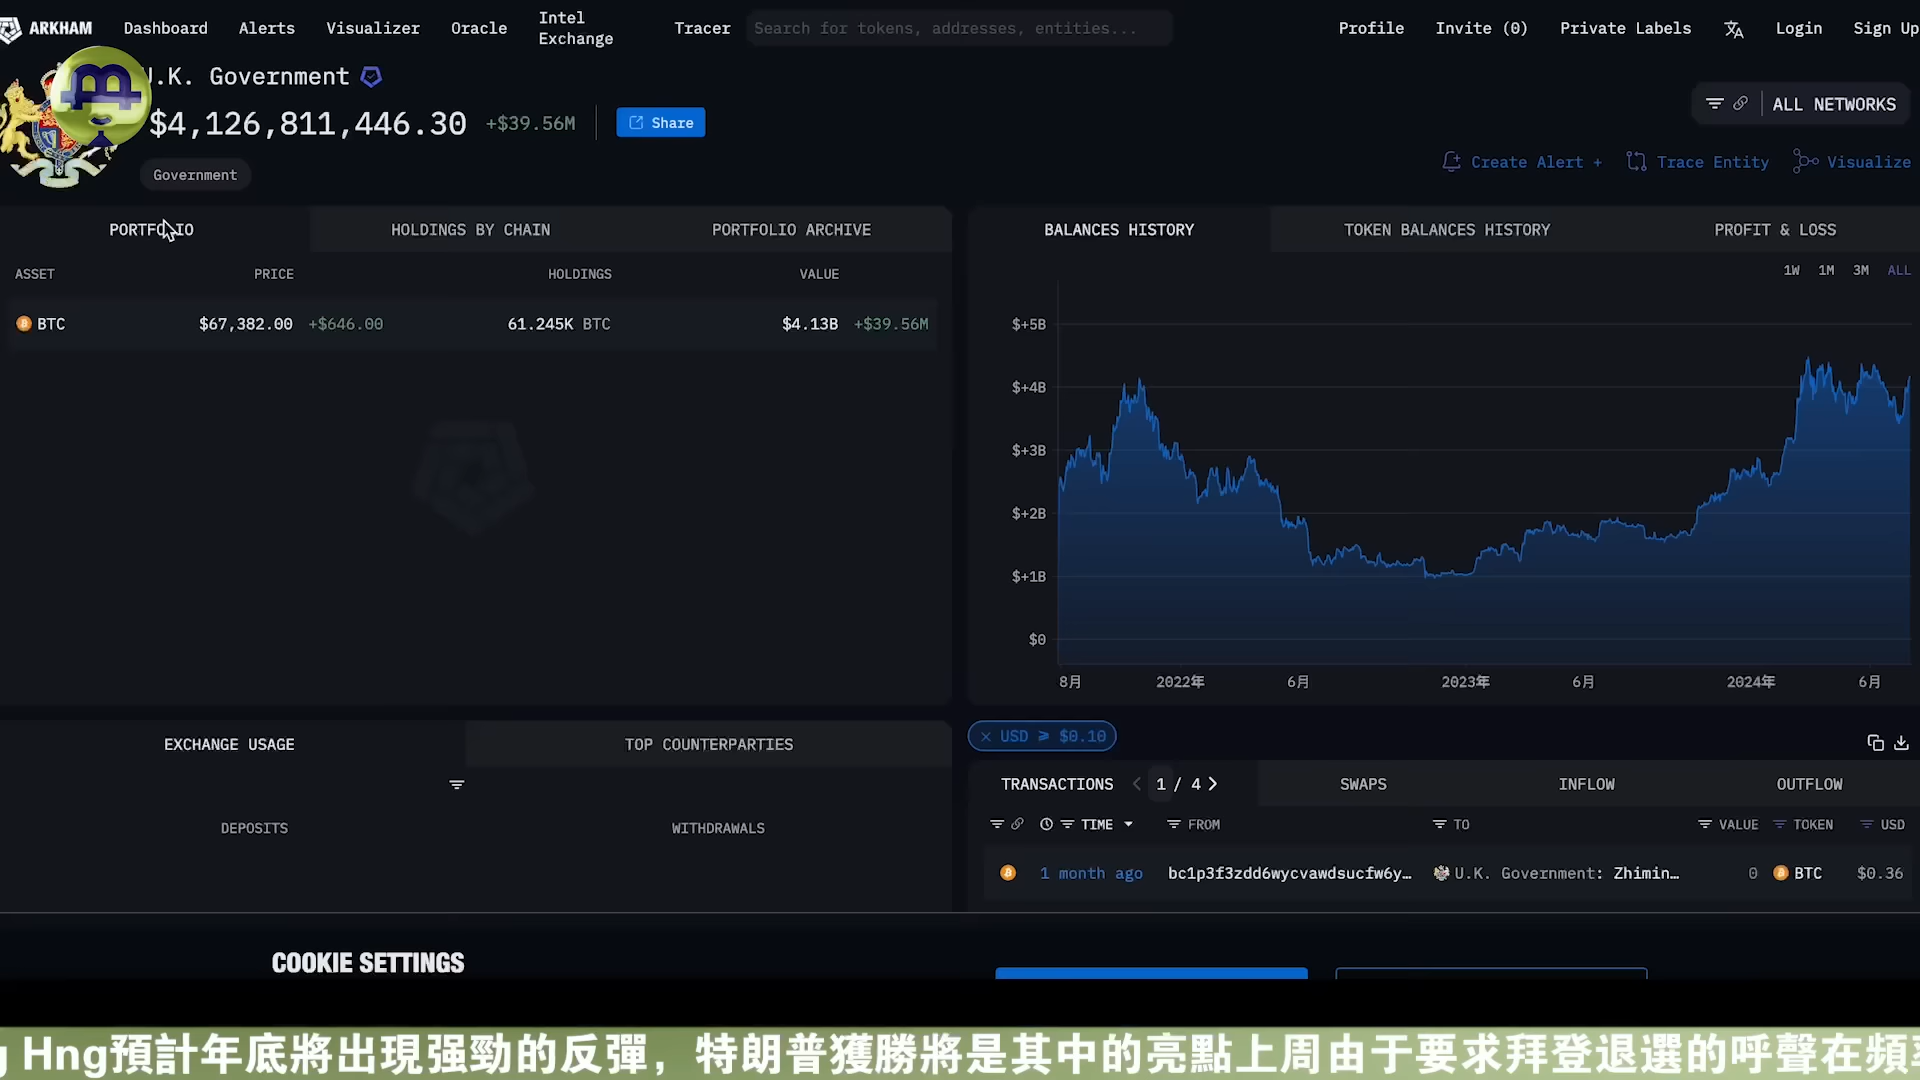 ARKHAM Dashboard Alerts Visualizer Oracle Intel Exchange Tracer Search for tokens, addresses, entities... Profile Invite (0) Private Labels Login Sign Up
U.K. Government
$4,126,811,446.30 +$39.56M Share
ALL NETWORKS
Government
Create Alert + Trace Entity Visualize
PORTFOLIO HOLDINGS BY CHAIN PORTFOLIO ARCHIVE
ASSET PRICE HOLDINGS VALUE
BTC $67,382.00 +$646.00 61.245K BTC $4.13B +$39.56M
BALANCES HISTORY TOKEN BALANCES HISTORY PROFIT & LOSS
1W 1M 3M ALL
$+5B
$+4B
$+3B
$+2B
$+1B
$0
8月 2022年 6月 2023年 6月 2024年 6月
EXCHANGE USAGE TOP COUNTERPARTIES
DEPOSITS WITHDRAWALS
× USD ⩾ $0.10
TRANSACTIONS < 1 / 4 > SWAPS INFLOW OUTFLOW
TIME FROM TO VALUE TOKEN USD
1 month ago bc1p3f3zdd6wycvawdsucfw6y… U.K. Government: Zhimin… 0 BTC $0.36
COOKIE SETTINGS
g Hng預計年底將出現强勁的反彈，特朗普獲勝將是其中的亮點上周由于要求拜登退選的呼聲在頻